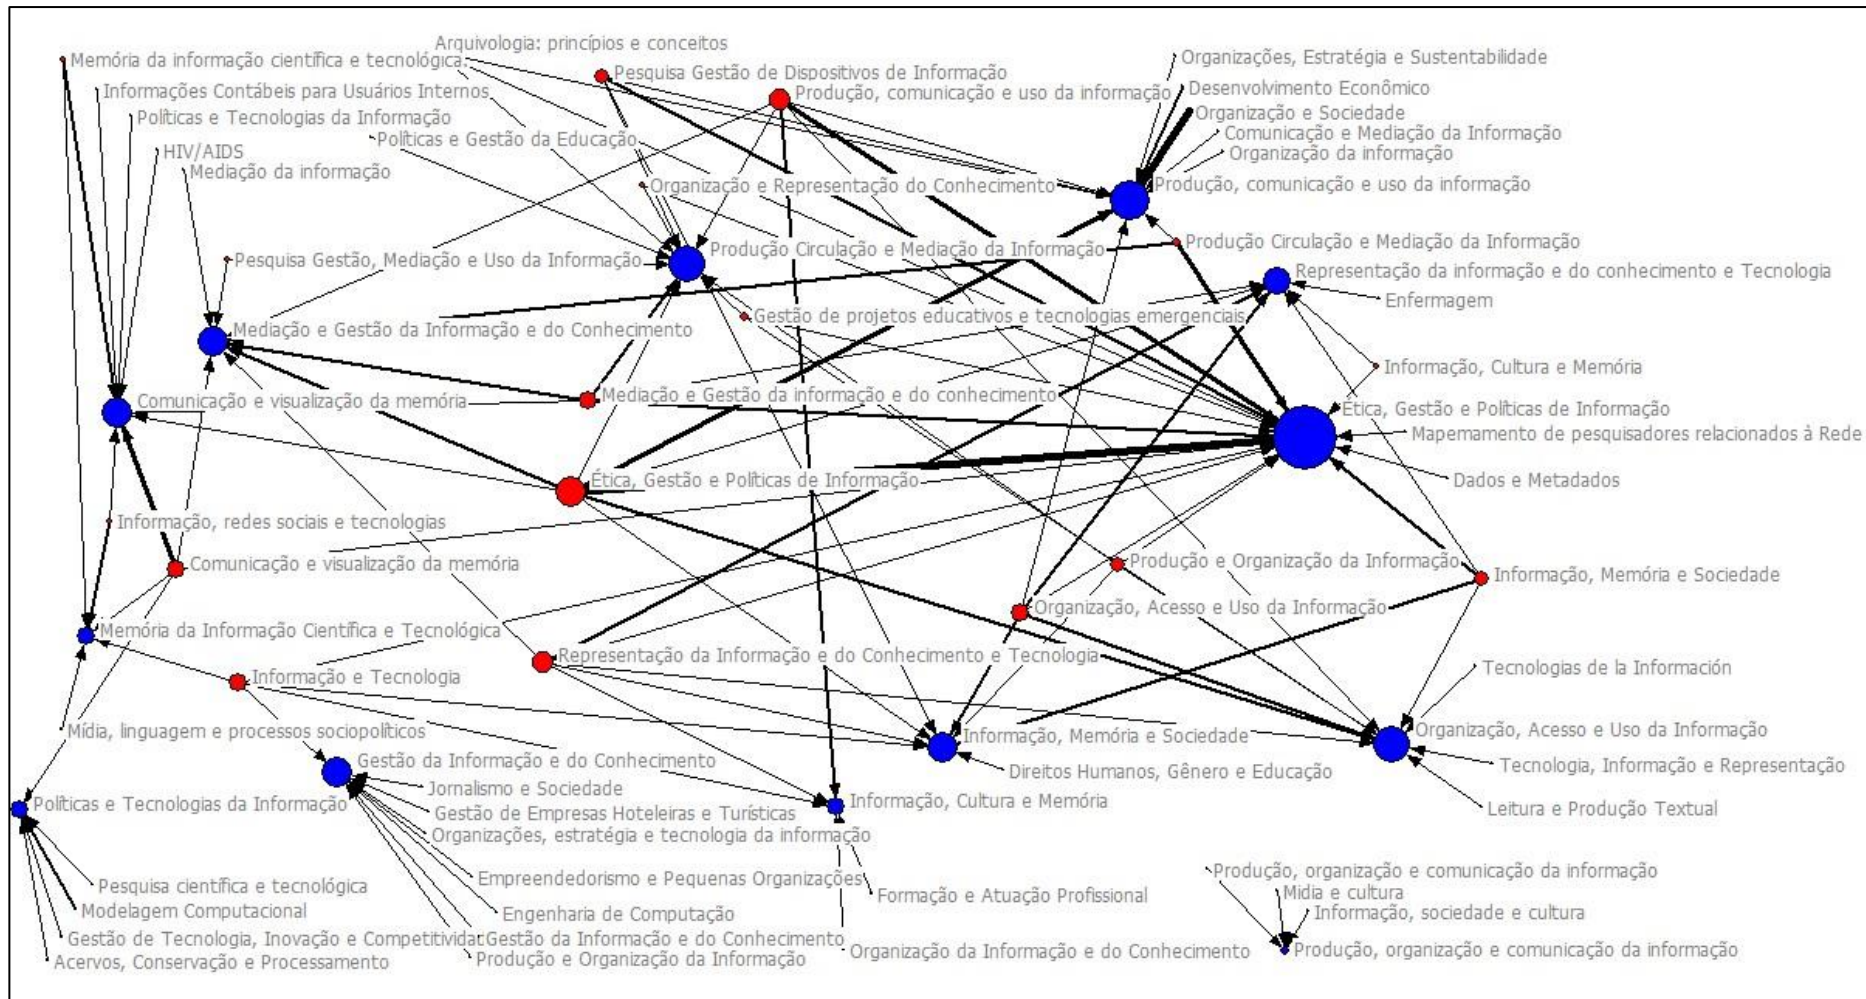 Arquivologia: princípios e conceitos
Memória da informação científica e tecnológica
Organizações, Estratégia e Sustentabilidade
Pesquisa Gestão de Dispositivos de Informação
Desenvolvimento Econômico
Informações Contábeis para Usuários Internos
Produção, comunicação e uso da informação
Organização e Sociedade
Políticas e Tecnologias da Informação
Comunicação e Mediação da Informação
Políticas e Gestão da Educação
HIV/AIDS
Organização da informação
Mediação da informação
Organização e Representação do Conhecimento
Produção, comunicação e uso da informação
Produção Circulação e Mediação da Informação
Produção Circulação e Mediação da Informação
Pesquisa Gestão, Mediação e Uso da Informação
Representação da informação e do conhecimento e Tecnologia
Enfermagem
Gestão de projetos educativos e tecnologias emergenciais
Mediação e Gestão da Informação e do Conhecimento
Informação, Cultura e Memória
Mediação e Gestão da informação e do conhecimento
Comunicação e visualização da memória
Ética, Gestão e Políticas de Informação
Mapemamento de pesquisadores relacionados à Rede
Ética, Gestão e Políticas de Informação
Dados e Metadados
Informação, redes sociais e tecnologias
Comunicação e visualização da memória
Produção e Organização da Informação
Informação, Memória e Sociedade
Organização, Acesso e Uso da Informação
Memória da Informação Científica e Tecnológica
Representação da Informação e do Conhecimento e Tecnologia
Tecnologias de la Información
Informação e Tecnologia
Mídia, linguagem e processos sociopolíticos
Informação, Memória e Sociedade
Organização, Acesso e Uso da Informação
Gestão da Informação e do Conhecimento
Direitos Humanos, Gênero e Educação
Tecnologia, Informação e Representação
Jornalismo e Sociedade
Políticas e Tecnologias da Informação
Informação, Cultura e Memória
Leitura e Produção Textual
Gestão de Empresas Hoteleiras e Turísticas
Organizações, estratégia e tecnologia da informação
Produção, organização e comunicação da informação
Empreendedorismo e Pequenas Organizações
Pesquisa científica e tecnológica
Formação e Atuação Profissional
Mídia e cultura
Modelagem Computacional
Engenharia de Computação
Informação, sociedade e cultura
Gestão de Tecnologia, Inovação e Competitividad
Gestão da Informação e do Conhecimento
Organização da Informação e do Conhecimento
Produção, organização e comunicação da informação
Acervos, Conservação e Processamento
Produção e Organização da Informação